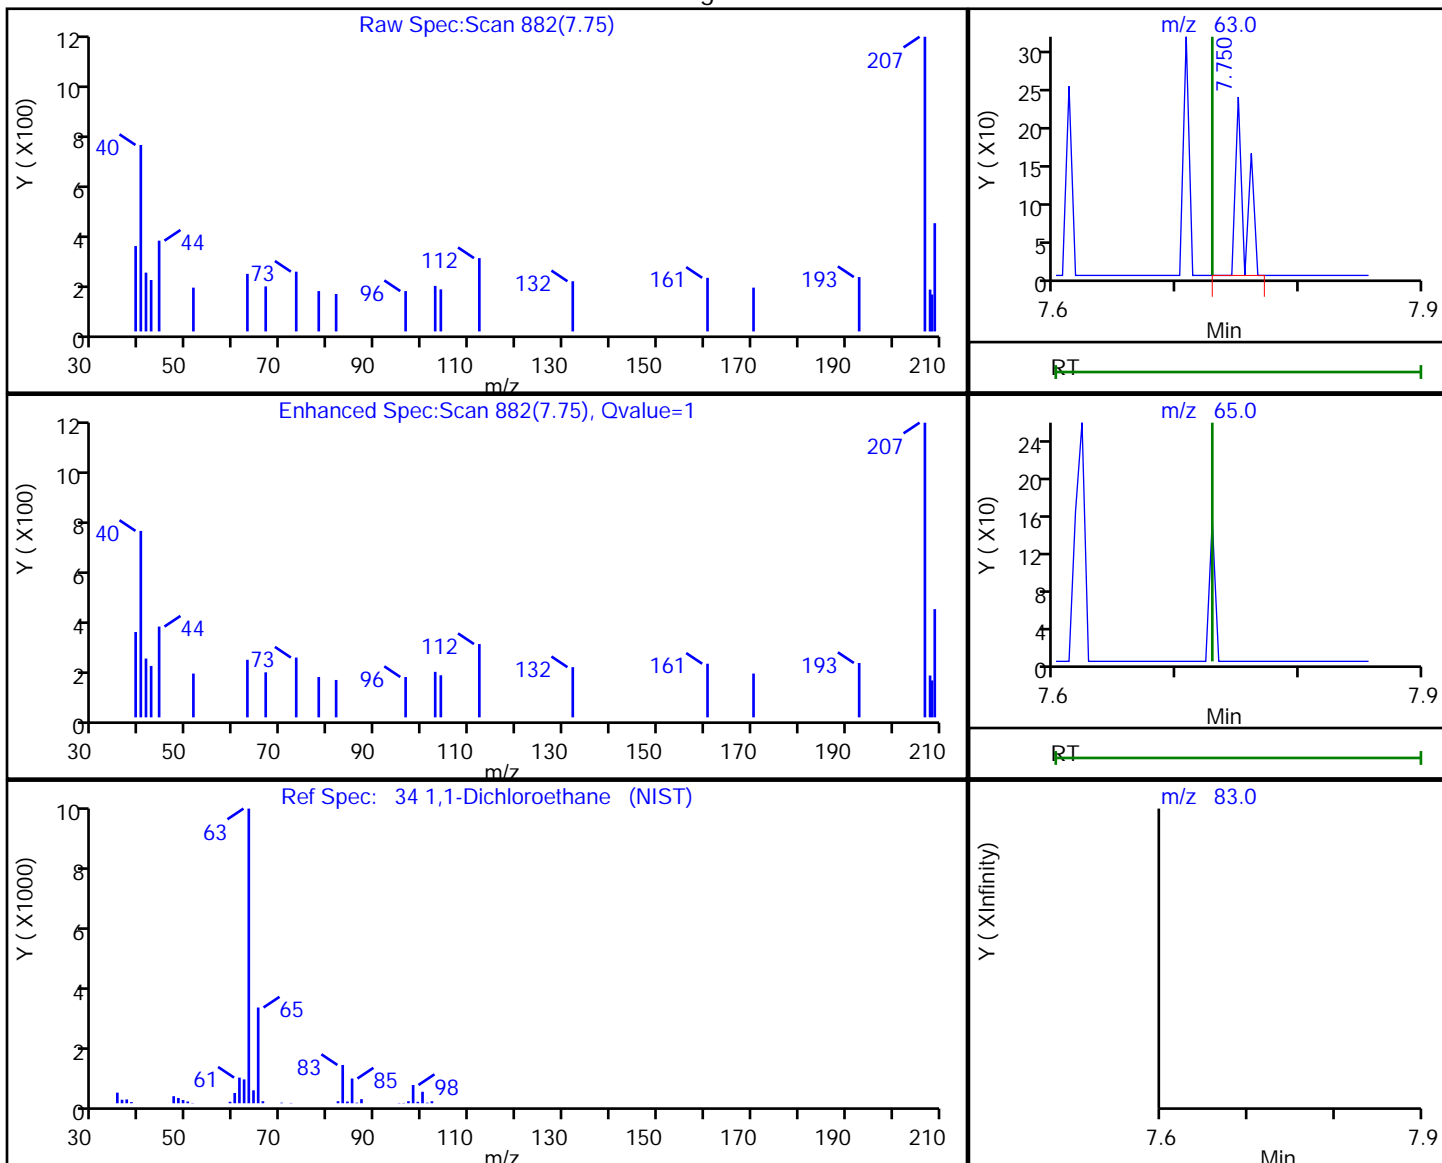 Raw Spec:Scan 882(7.75)
Y ( X100)
12
10
8
6
4
2
0
207
40
44
73
96
112
132
161
193
30 50 70 90 110 130 150 170 190 210
m/z
m/z 63.0
Y ( X10)
30
25
20
15
10
5
0
7.750
7.6 7.9
Min
RT
Enhanced Spec:Scan 882(7.75), Qvalue=1
Y ( X100)
12
10
8
6
4
2
0
207
40
44
73
96
112
132
161
193
30 50 70 90 110 130 150 170 190 210
m/z
m/z 65.0
Y ( X10)
24
20
16
12
8
4
0
7.6 7.9
Min
RT
Ref Spec: 34 1,1-Dichloroethane (NIST)
Y ( X1000)
10
8
6
4
2
0
63
65
61
83
85
98
30 50 70 90 110 130 150 170 190 210
m/z
m/z 83.0
Y ( XInfinity)
7.6 7.9
Min